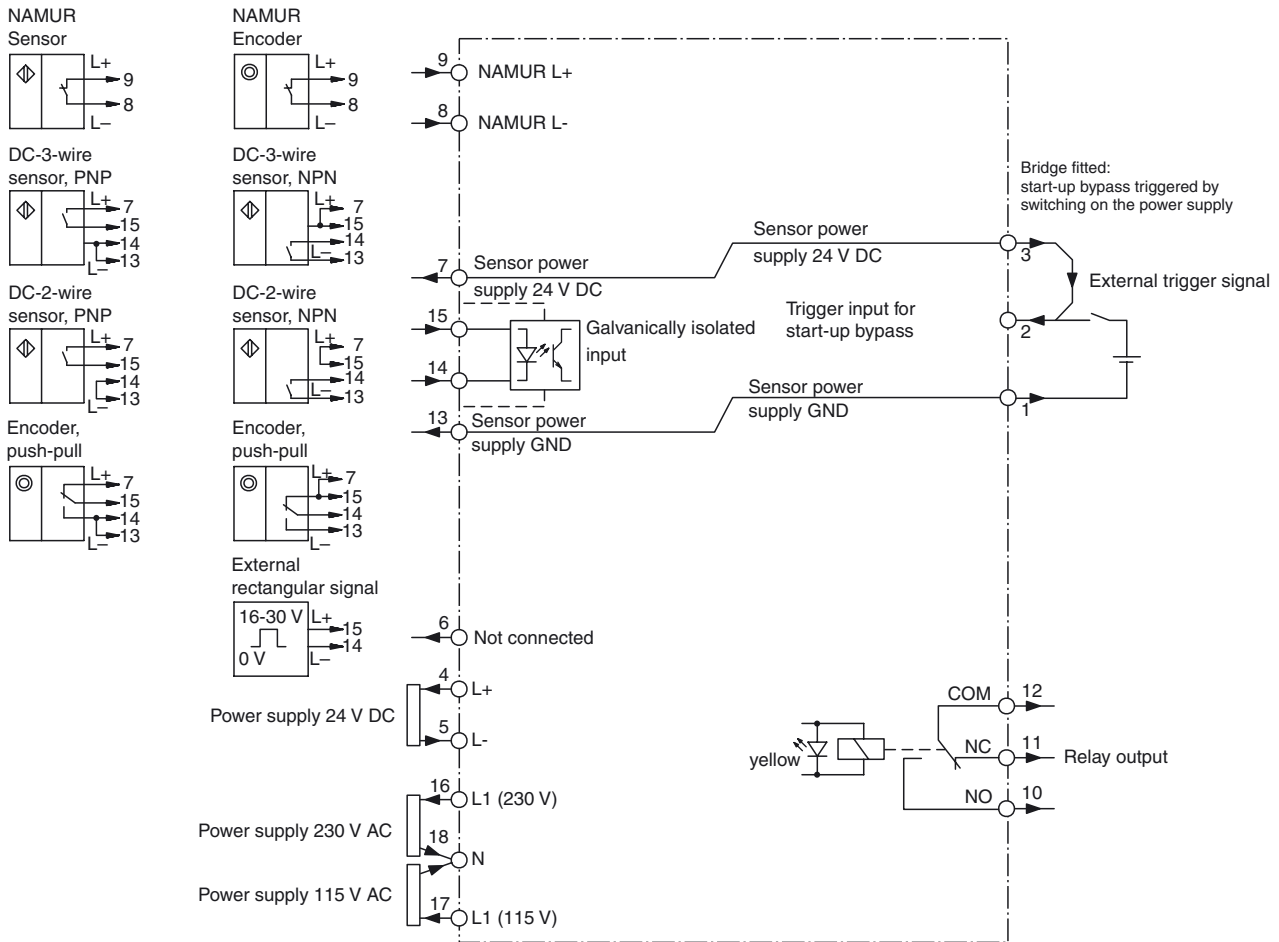 NAMUR
Sensor
L+
9
8
L–
NAMUR
Encoder
L+
9
8
L–
DC-3-wire
sensor, PNP
L+
7
15
14
13
L–
DC-3-wire
sensor, NPN
L+
7
15
14
L–
13
DC-2-wire
sensor, PNP
L+
7
15
14
13
L–
DC-2-wire
sensor, NPN
L+
7
15
14
L–
13
Encoder,
push-pull
L+
7
15
14
13
L–
Encoder,
push-pull
L+
7
15
14
13
L–
External
rectangular signal
16-30 V
0 V
L+
15
14
L–
9
NAMUR L+
8
NAMUR L-
7
Sensor power
supply 24 V DC
Sensor power
supply 24 V DC
15
14
Galvanically isolated
input
Trigger input for
start-up bypass
13
Sensor power
supply GND
Sensor power
supply GND
Bridge fitted:
start-up bypass triggered by
switching on the power supply
3
External trigger signal
2
1
6
Not connected
4
L+
Power supply 24 V DC
5
L-
16
L1 (230 V)
Power supply 230 V AC
18
N
Power supply 115 V AC
17
L1 (115 V)
yellow
COM
12
NC
11
Relay output
NO
10